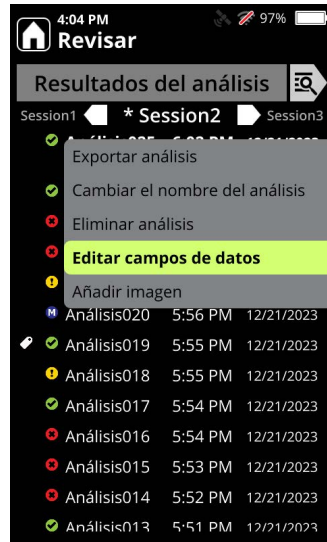 4:04 PM 97%
Revisar
Resultados del análisis
Session1 * Session2 Session3
Exportar análisis
Cambiar el nombre del análisis
Eliminar análisis
Editar campos de datos
Añadir imagen
M Análisis020 5:56 PM 12/21/2023
Análisis019 5:55 PM 12/21/2023
Análisis018 5:55 PM 12/21/2023
Análisis017 5:54 PM 12/21/2023
Análisis016 5:54 PM 12/21/2023
Análisis015 5:53 PM 12/21/2023
Análisis014 5:52 PM 12/21/2023
Análisis013 5:51 PM 12/21/2023